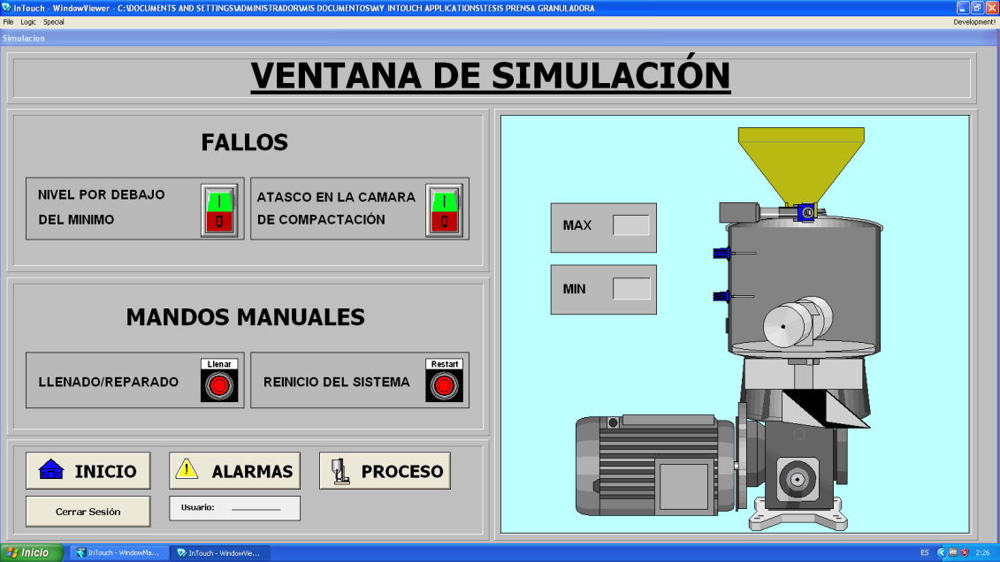 InTouch - WindowViewer - C:\DOCUMENTS AND SETTINGS\ADMINISTRADOR\MIS DOCUMENTOS\MY INTOUCH APPLICATIONS\TESIS PRENSA GRANULADORA
File Logic Special
Development!
Simulacion
VENTANA DE SIMULACIÓN
FALLOS
NIVEL POR DEBAJO
DEL MINIMO
I
0
ATASCO EN LA CAMARA
DE COMPACTACIÓN
I
0
MAX
MIN
MANDOS MANUALES
LLENADO/REPARADO
Llenar
REINICIO DEL SISTEMA
Restart
INICIO
ALARMAS
PROCESO
Cerrar Sesión
Usuario:
Inicio
InTouch - WindowMa...
InTouch - WindowVie...
ES
2:26